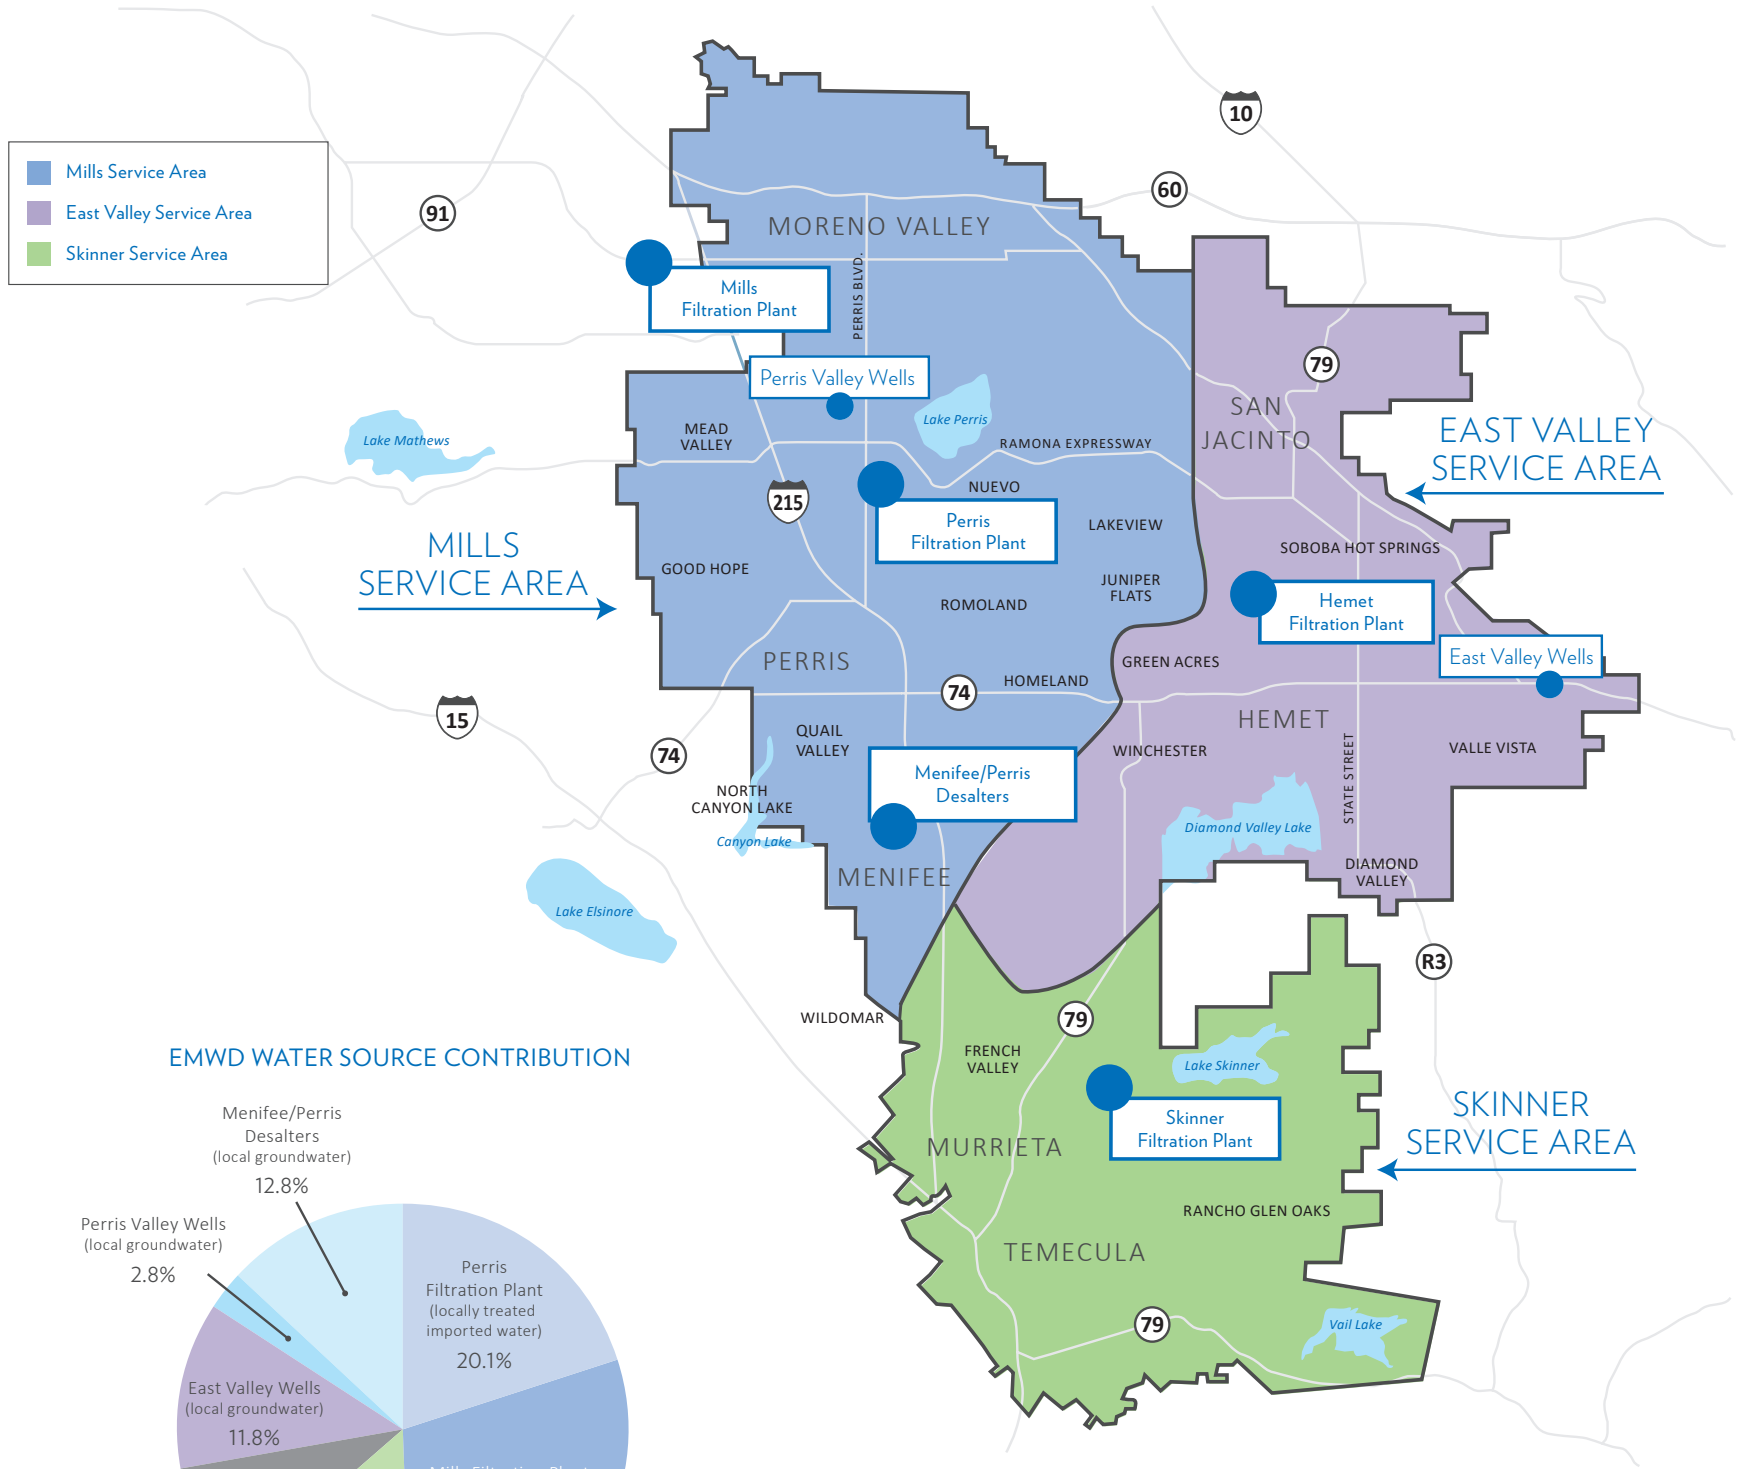 10
60
91
Mills Service Area
East Valley Service Area
Skinner Service Area
MORENO VALLEY
Mills
Filtration Plant
PERRIS BLVD.
Perris Valley Wells
79
SAN
JACINTO
Lake Mathews
MEAD
VALLEY
Lake Perris
RAMONA EXPRESSWAY
EAST VALLEY
SERVICE AREA
215
NUEVO
Perris
Filtration Plant
LAKEVIEW
MILLS
SERVICE AREA
GOOD HOPE
SOBOBA HOT SPRINGS
JUNIPER
FLATS
ROMOLAND
Hemet
Filtration Plant
East Valley Wells
PERRIS
GREEN ACRES
HOMELAND
74
15
74
HEMET
QUAIL
VALLEY
WINCHESTER
STATE STREET
VALLE VISTA
Menifee/Perris
Desalters
NORTH
CANYON LAKE
Canyon Lake
Diamond Valley Lake
MENIFEE
DIAMOND
VALLEY
Lake Elsinore
R3
WILDOMAR
79
FRENCH
VALLEY
Lake Skinner
Skinner
Filtration Plant
SKINNER
SERVICE AREA
MURRIETA
RANCHO GLEN OAKS
TEMECULA
79
Vail Lake
EMWD WATER SOURCE CONTRIBUTION
Menifee/Perris
Desalters
(local groundwater)
12.8%
Perris Valley Wells
(local groundwater)
2.8%
Perris
Filtration Plant
(locally treated
imported water)
20.1%
East Valley Wells
(local groundwater)
11.8%